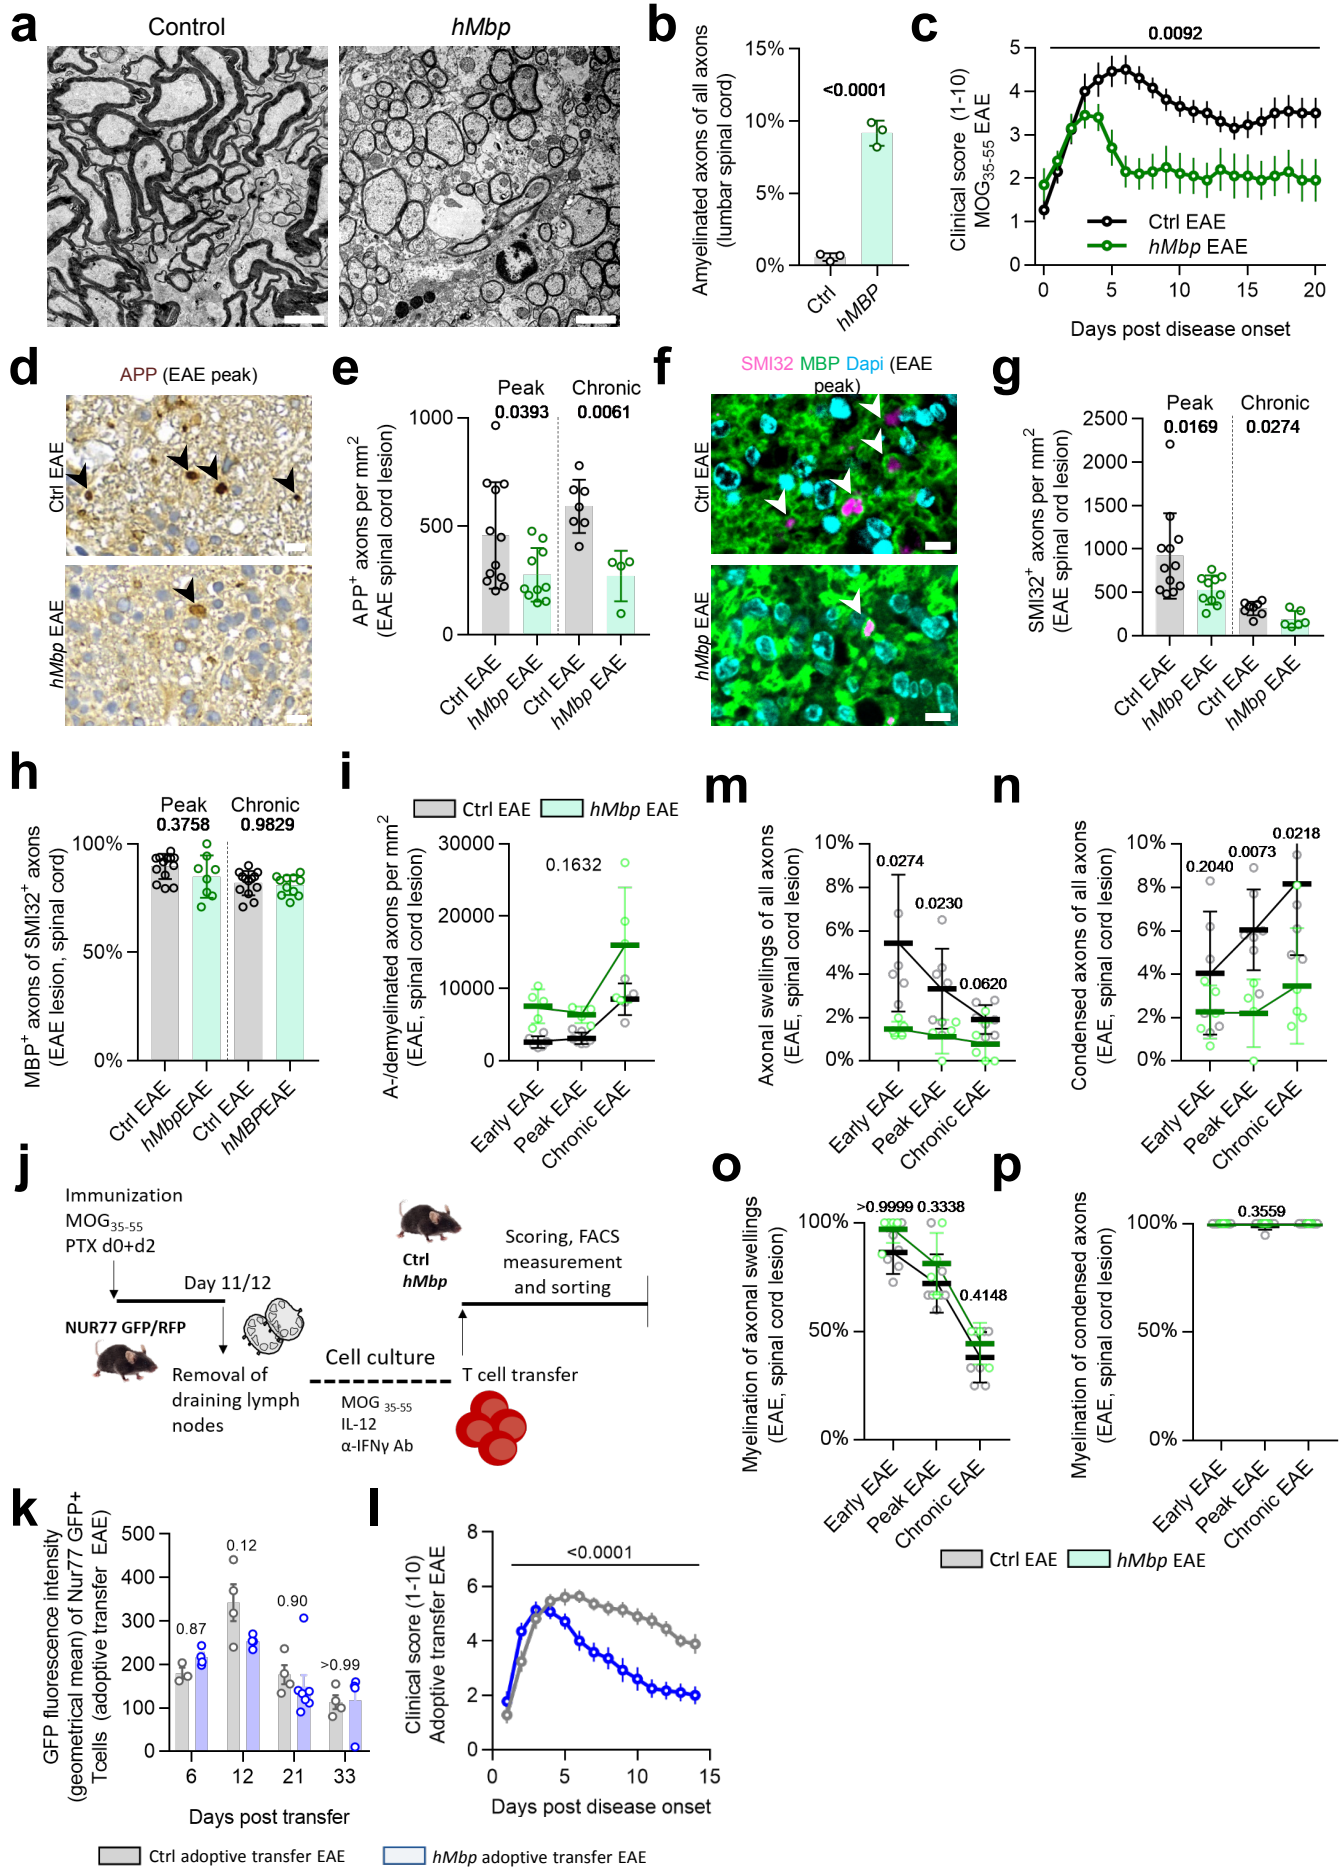 a
Control
hMbp
b
Amyelinated axons of all axons
(lumbar spinal cord)
15%
10%
5%
0%
<0.0001
Ctrl
hMBP
c
Clinical score (1-10)
MOG35-55 EAE
0.0092
5
4
3
2
1
0
Ctrl EAE
hMbp EAE
0 5 10 15 20
Days post disease onset
d
APP (EAE peak)
Ctrl EAE
hMbp EAE
e
APP+ axons per mm2
(EAE spinal cord lesion)
Peak Chronic
0.0393 0.0061
1000
500
0
Ctrl EAE
hMbp EAE
Ctrl EAE
hMbp EAE
f
SMI32 MBP Dapi (EAE
peak)
Ctrl EAE
hMbp EAE
g
SMI32+ axons per mm2
(EAE spinal ord lesion)
Peak Chronic
0.0169 0.0274
2500
2000
1500
1000
500
0
Ctrl EAE
hMbp EAE
Ctrl EAE
hMbp EAE
h
MBP+ axons of SMI32+ axons
(EAE lesion, spinal cord)
Peak Chronic
0.3758 0.9829
100%
50%
0%
Ctrl EAE
hMbpEAE
Ctrl EAE
hMBPEAE
i
Ctrl EAE hMbp EAE
A-/demyelinated axons per mm2
(EAE, spinal cord lesion)
30000
20000
10000
0
0.1632
Early EAE
Peak EAE
Chronic EAE
m
Axonal swellings of all axons
(EAE, spinal cord lesion)
10%
8%
6%
4%
2%
0%
0.0274
0.0230
0.0620
Early EAE
Peak EAE
Chronic EAE
n
Condensed axons of all axons
(EAE, spinal cord lesion)
10%
8%
6%
4%
2%
0%
0.2040
0.0073
0.0218
Early EAE
Peak EAE
Chronic EAE
j
Immunization
MOG35-55
PTX d0+d2
Day 11/12
NUR77 GFP/RFP
Removal of
draining lymph
nodes
Cell culture
MOG 35-55
IL-12
α-IFNγ Ab
Ctrl
hMbp
Scoring, FACS
measurement
and sorting
T cell transfer
o
Myelination of axonal swellings
(EAE, spinal cord lesion)
100%
50%
0%
>0.9999 0.3338
0.4148
Early EAE
Peak EAE
Chronic EAE
p
Myelination of condensed axons
(EAE, spinal cord lesion)
100%
50%
0%
0.3559
Early EAE
Peak EAE
Chronic EAE
Ctrl EAE hMbp EAE
k
GFP fluorescence intensity
(geometrical mean) of Nur77 GFP+
Tcells (adoptive transfer EAE)
500
400
300
200
100
0
0.87
0.12
0.90
>0.99
6 12 21 33
Days post transfer
l
Clinical score (1-10)
Adoptive transfer EAE
8
6
4
2
0
<0.0001
0 5 10 15
Days post disease onset
Ctrl adoptive transfer EAE hMbp adoptive transfer EAE